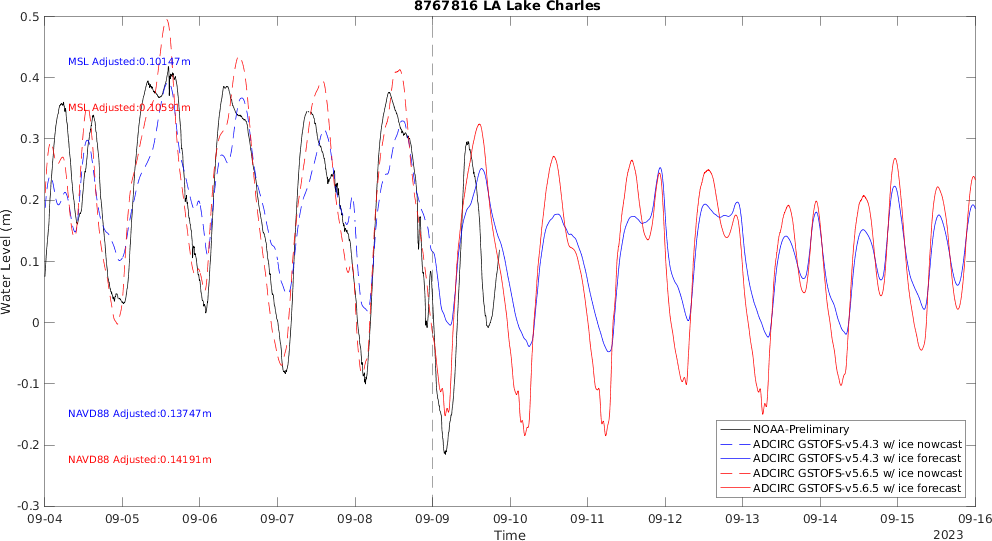 8767816 LA Lake Charles
0.5
MSL Adjusted:0.10147m
0.4
MSL Adjusted:0.10591m
0.3
0.2
0.1
0
-0.1
-0.2
-0.3
Water Level (m)
NAVD88 Adjusted:0.13747m
NAVD88 Adjusted:0.14191m
NOAA-Preliminary
ADCIRC GSTOFS-v5.4.3 w/ ice nowcast
ADCIRC GSTOFS-v5.4.3 w/ ice forecast
ADCIRC GSTOFS-v5.6.5 w/ ice nowcast
ADCIRC GSTOFS-v5.6.5 w/ ice forecast
09-04 09-05 09-06 09-07 09-08 09-09 09-10 09-11 09-12 09-13 09-14 09-15 09-16
Time
2023